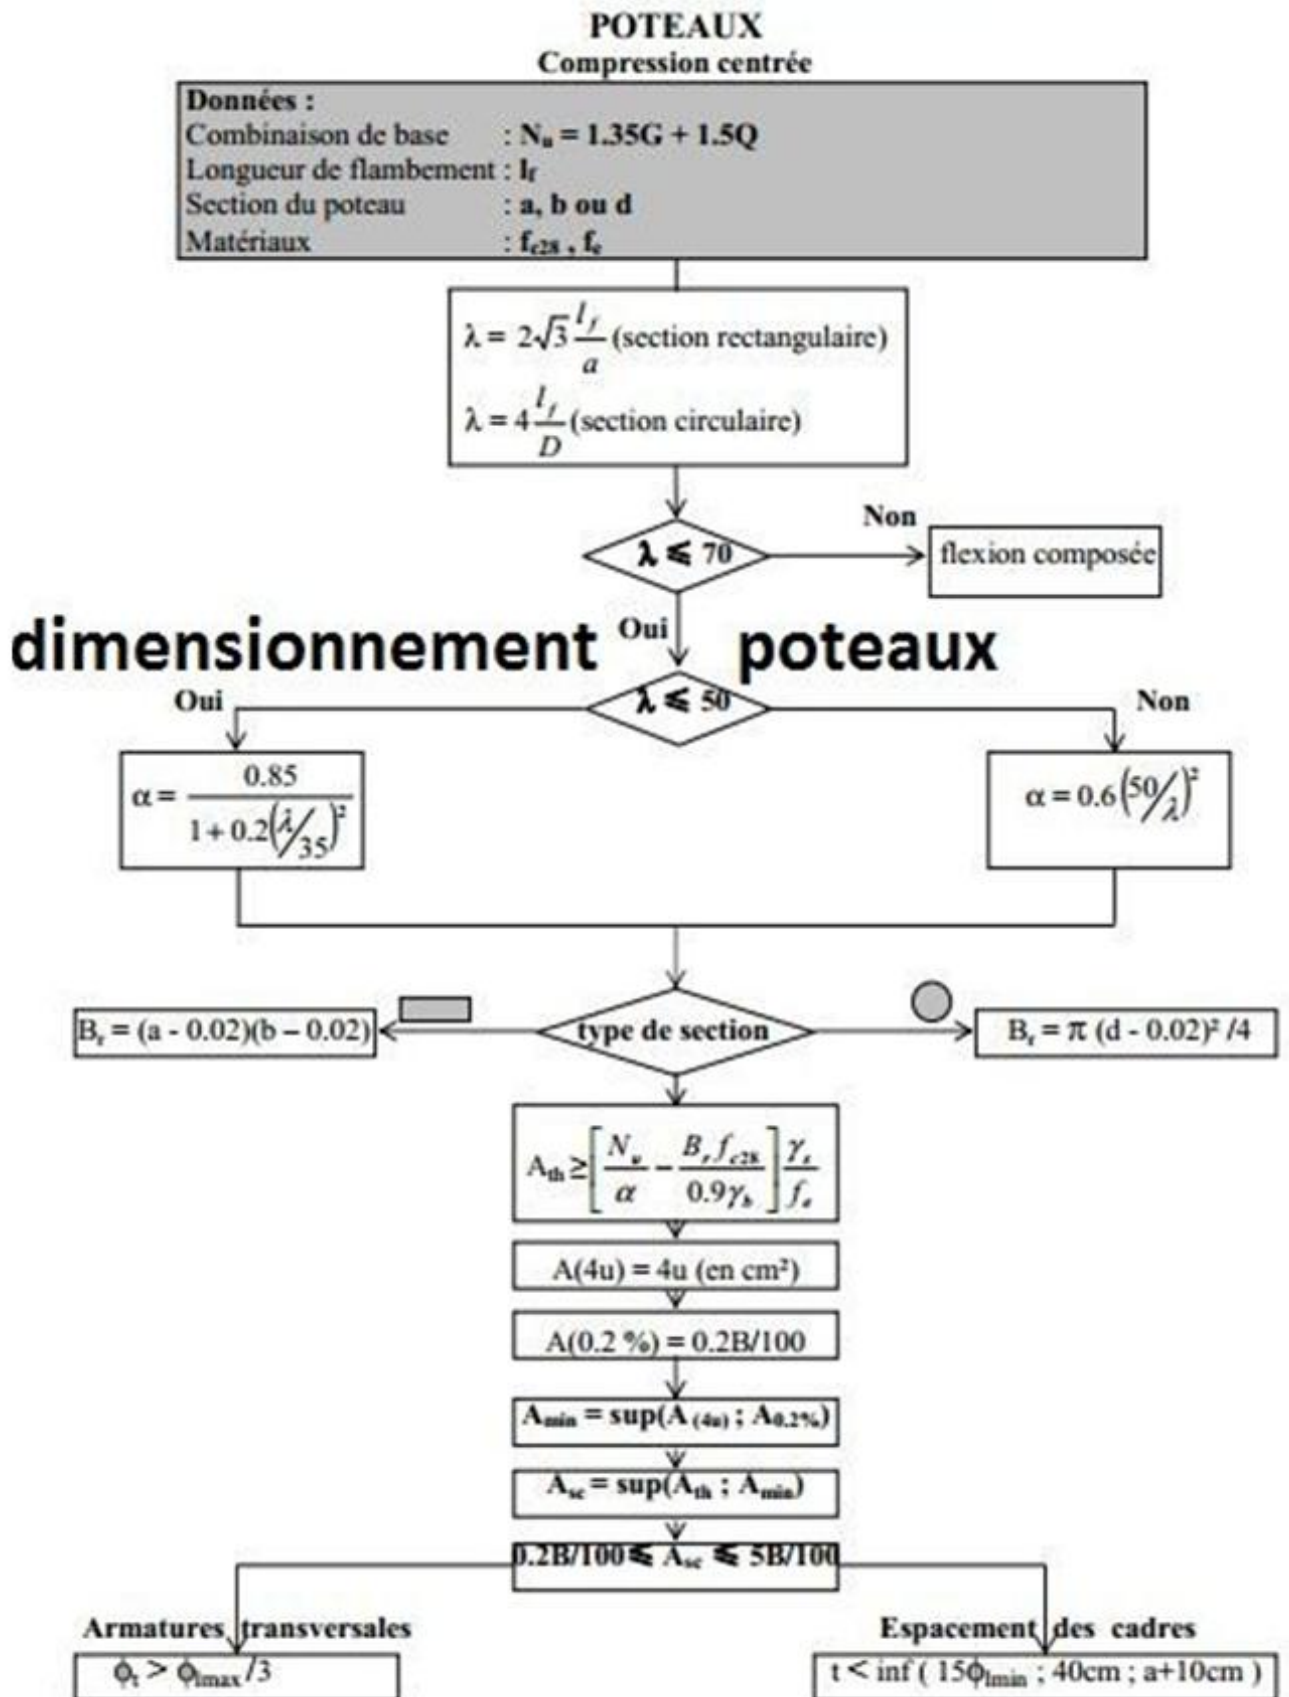 POTEAUX
Compression centrée
Données :
Combinaison de base : Nu = 1.35G + 1.5Q
Longueur de flambement : lf
Section du poteau : a, b ou d
Matériaux : fc28 , fe
λ = 2√3 lf/a (section rectangulaire)
λ = 4 lf/D (section circulaire)
λ ≤ 70
Non
flexion composée
Oui
dimensionnement poteaux
λ ≤ 50
Oui
Non
α = 0.85 / (1 + 0.2(λ/35)²)
α = 0.6(50/λ)²
Br = (a - 0.02)(b – 0.02)
type de section
Br = π (d - 0.02)² /4
Ath ≥ [Nu/α − Br fc28/0.9γb] γs/fe
A(4u) = 4u (en cm²)
A(0.2 %) = 0.2B/100
Amin = sup(A (4u) ; A0.2%)
Asc = sup(Ath ; Amin)
0.2B/100 ≤ Asc ≤ 5B/100
Armatures transversales
ϕt > ϕlmax /3
Espacement des cadres
t < inf ( 15ϕlmin ; 40cm ; a+10cm )